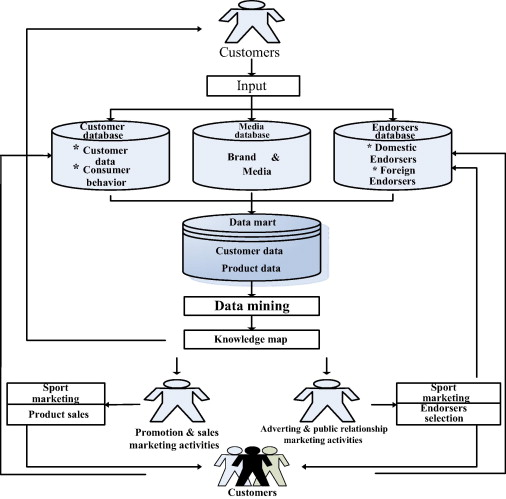 Customers
Input
Customer
database
* Customer
data
* Consumer
behavior
Media
database
Brand & Media
Endorsers
database
* Domestic
Endorsers
* Foreign
Endorsers
Data mart
Customer data
Product data
Data mining
Knowledge map
Sport
marketing
Product sales
Promotion & sales
marketing activities
Adverting & public relationship
marketing activities
Sport
marketing
Endorsers
selection
Customers